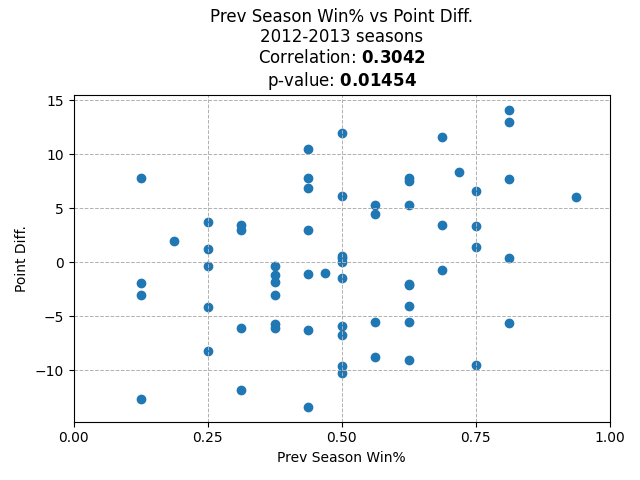 Prev Season Win% vs Point Diff.
2012-2013 seasons
Correlation: 0.3042
p-value: 0.01454
15
10
5
0
−5
−10
Point Diff.
0.00 0.25 0.50 0.75 1.00
Prev Season Win%